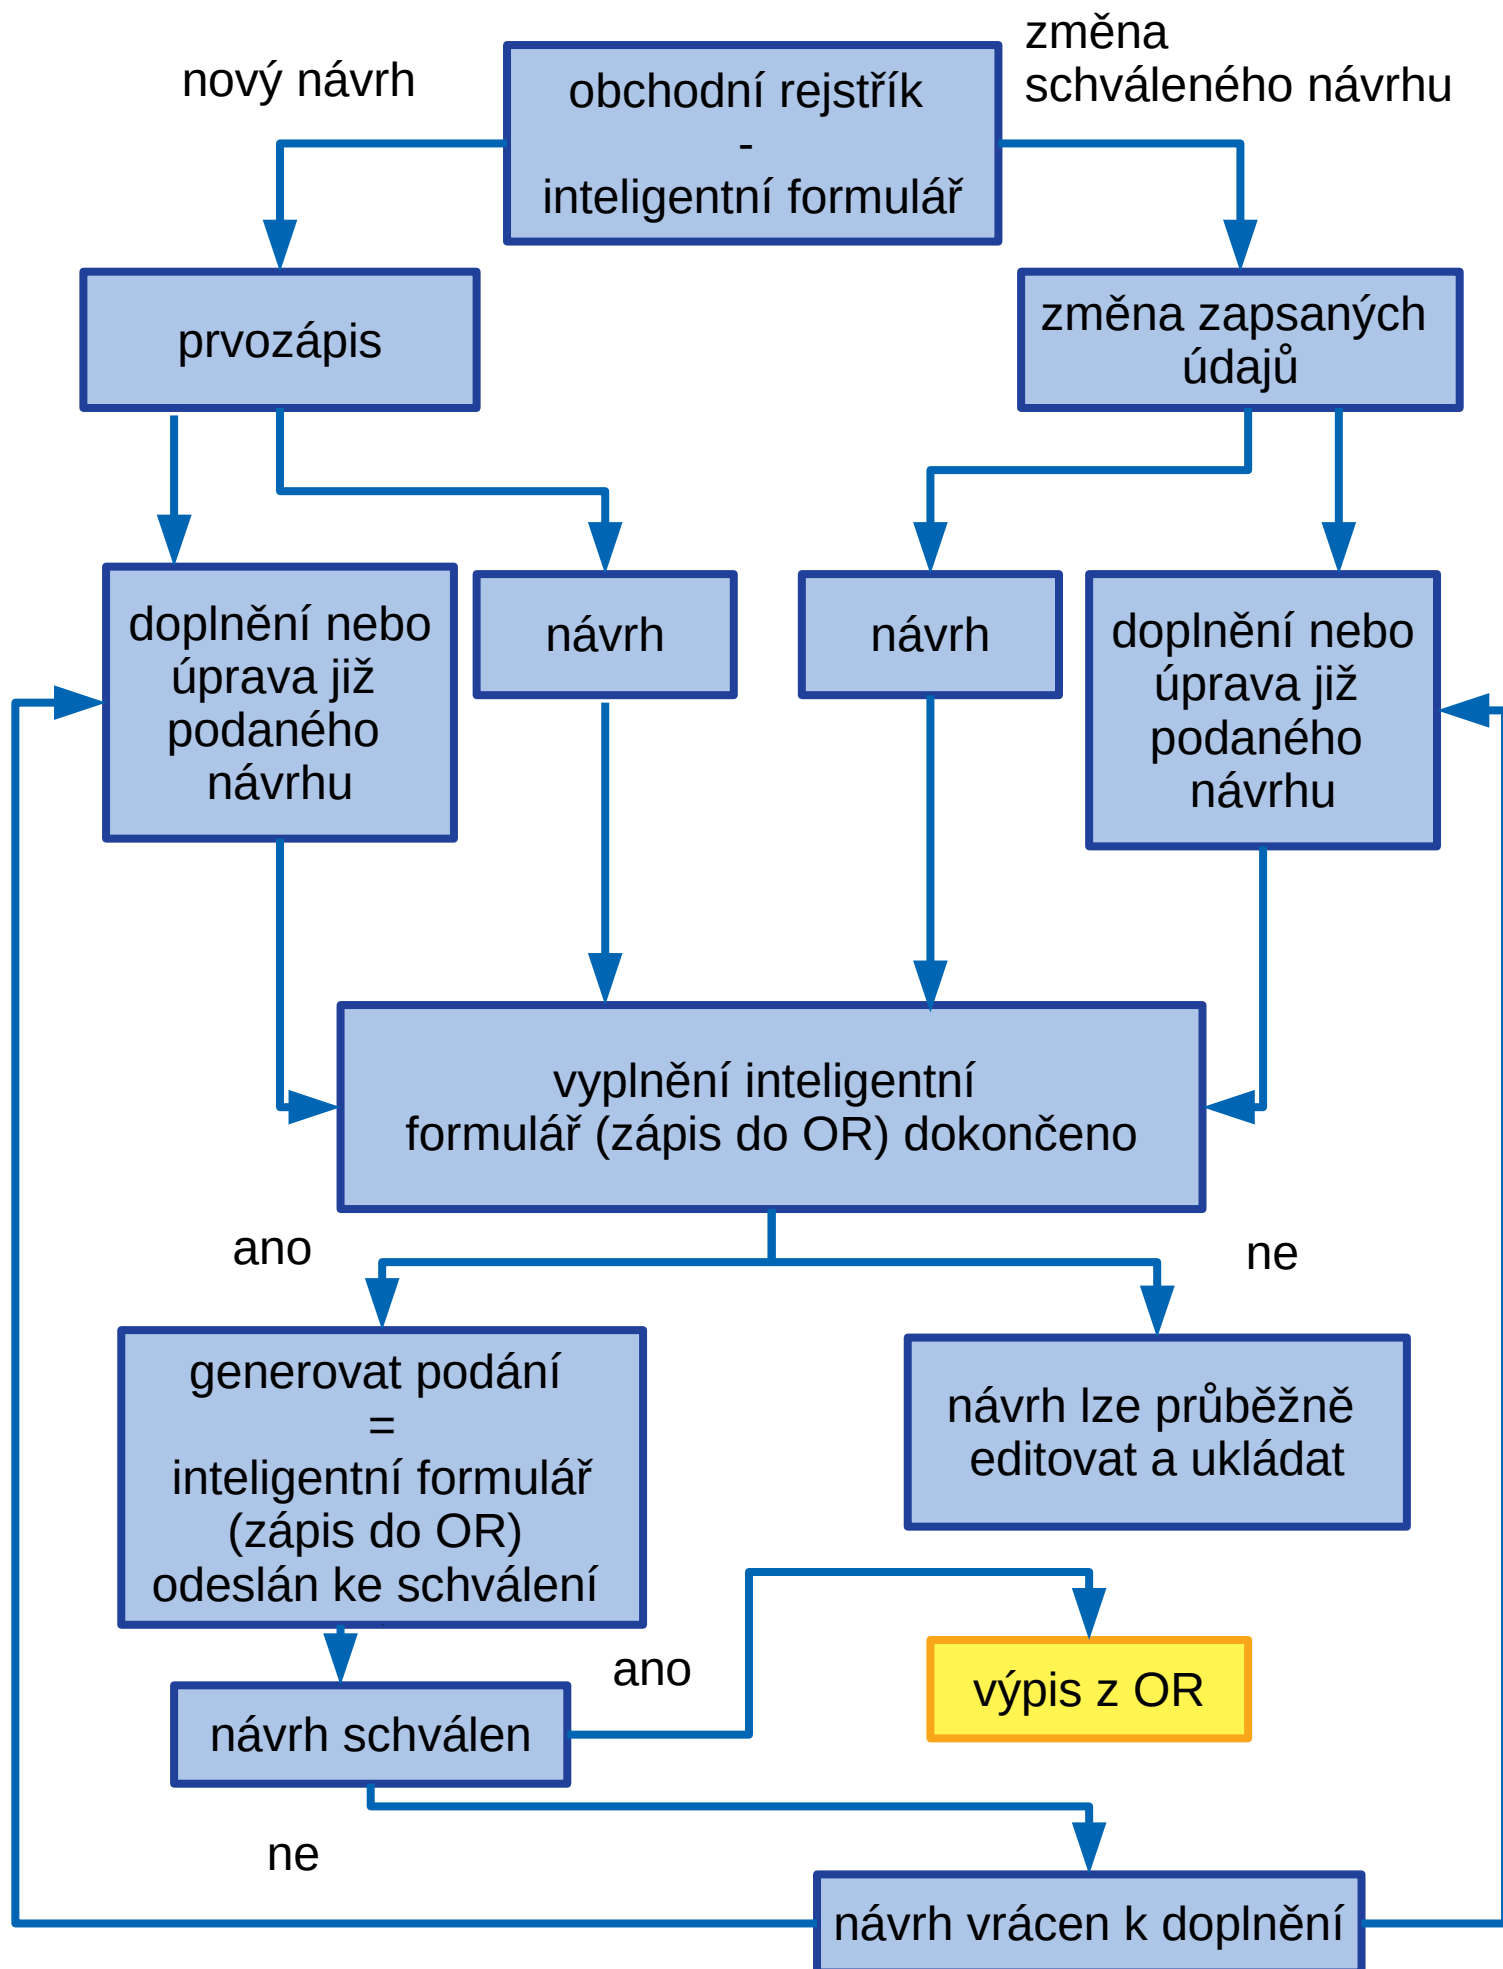 nový návrh
obchodní rejstřík
-
inteligentní formulář
změna
schváleného návrhu
prvozápis
změna zapsaných
údajů
doplnění nebo
úprava již
podaného
návrhu
návrh
návrh
doplnění nebo
úprava již
podaného
návrhu
vyplnění inteligentní
formulář (zápis do OR) dokončeno
ano
ne
generovat podání
=
inteligentní formulář
(zápis do OR)
odeslán ke schválení
návrh lze průběžně
editovat a ukládat
ano
výpis z OR
návrh schválen
ne
návrh vrácen k doplnění